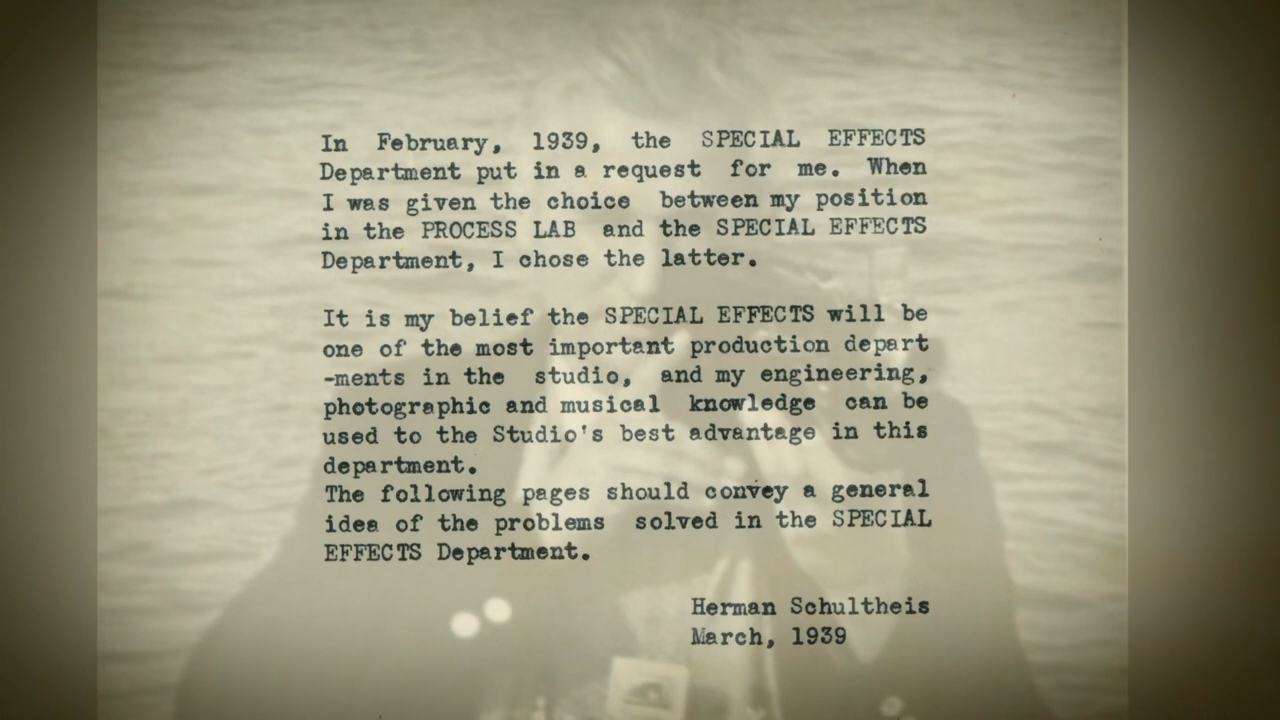 In February, 1939, the SPECIAL EFFECTS
Department put in a request for me. When
I was given the choice between my position
in the PROCESS LAB and the SPECIAL EFFECTS
Department, I chose the latter.
It is my belief the SPECIAL EFFECTS will be
one of the most important production depart
-ments in the studio, and my engineering,
photographic and musical knowledge can be
used to the Studio's best advantage in this
department.
The following pages should convey a general
idea of the problems solved in the SPECIAL
EFFECTS Department.
Herman Schultheis
March, 1939